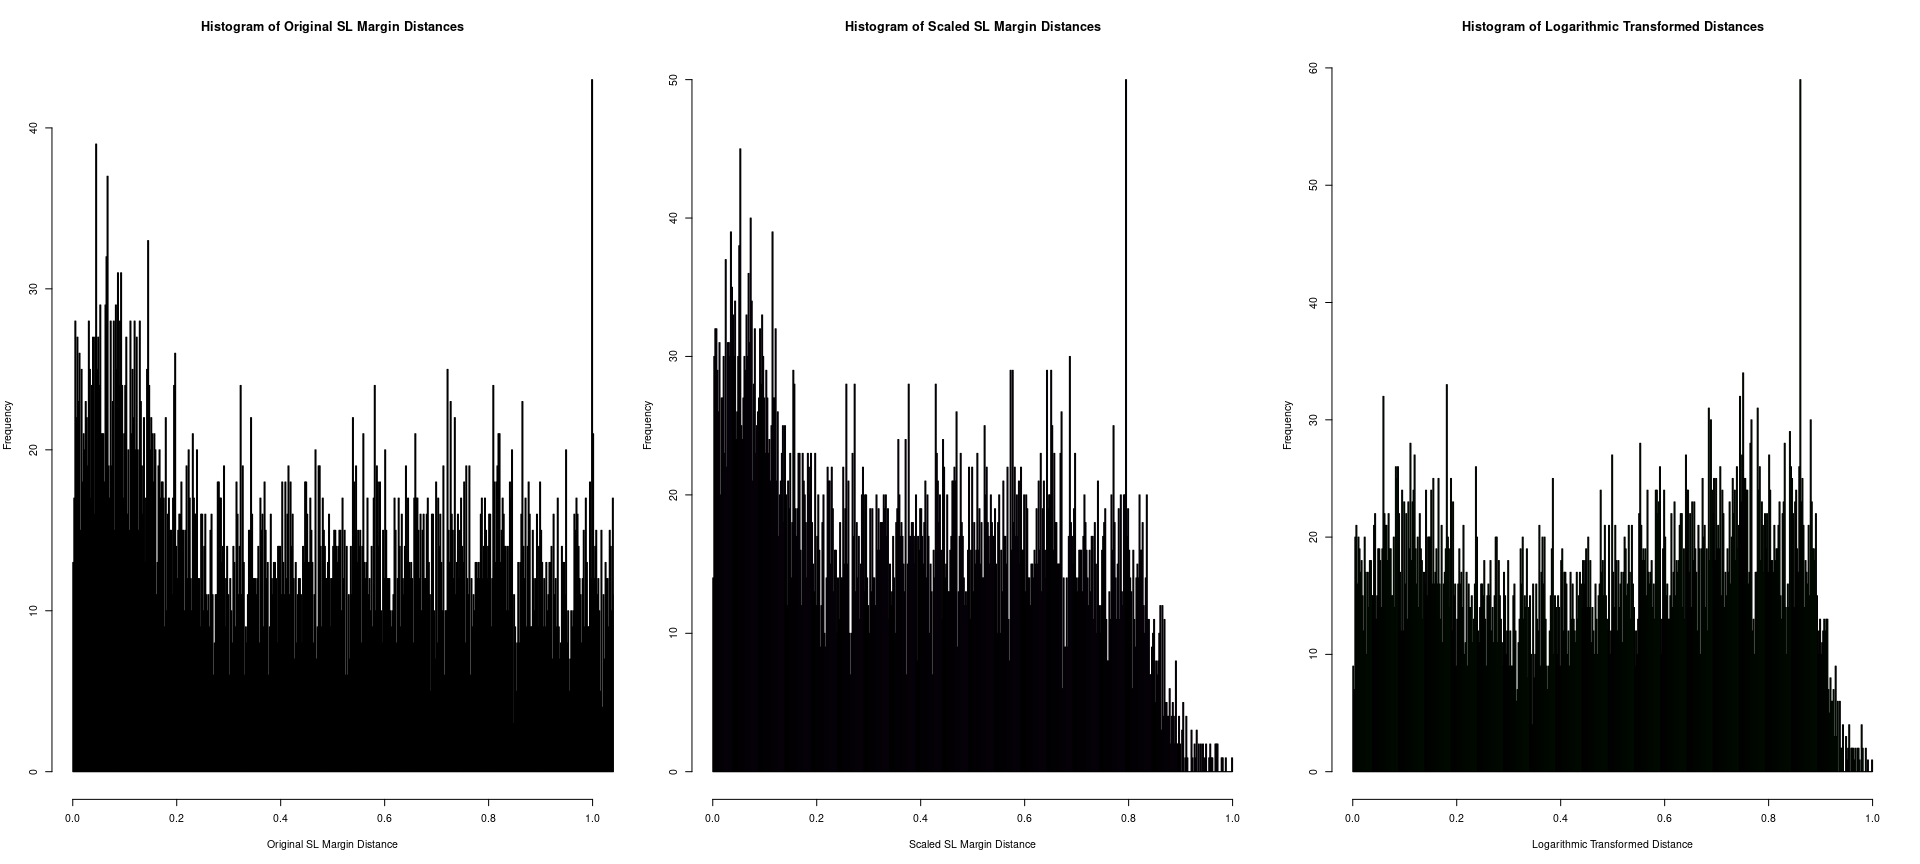 Histogram of Original SL Margin Distances
Frequency
0 10 20 30 40
0.0 0.2 0.4 0.6 0.8 1.0
Original SL Margin Distance
Histogram of Scaled SL Margin Distances
Frequency
0 10 20 30 40 50
0.0 0.2 0.4 0.6 0.8 1.0
Scaled SL Margin Distance
Histogram of Logarithmic Transformed Distances
Frequency
0 10 20 30 40 50 60
0.0 0.2 0.4 0.6 0.8 1.0
Logarithmic Transformed Distance